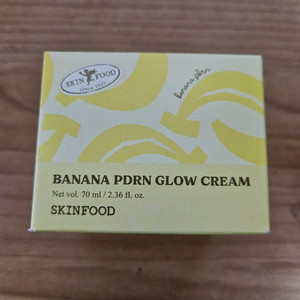 SKIN FOOD
since 1957
banana pdrn
BANANA PDRN GLOW CREAM
Net vol. 70 ml / 2.36 fl. oz.
SKINFOOD